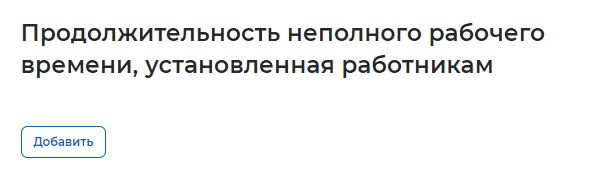 Продолжительность неполного рабочего
времени, установленная работникам
Добавить